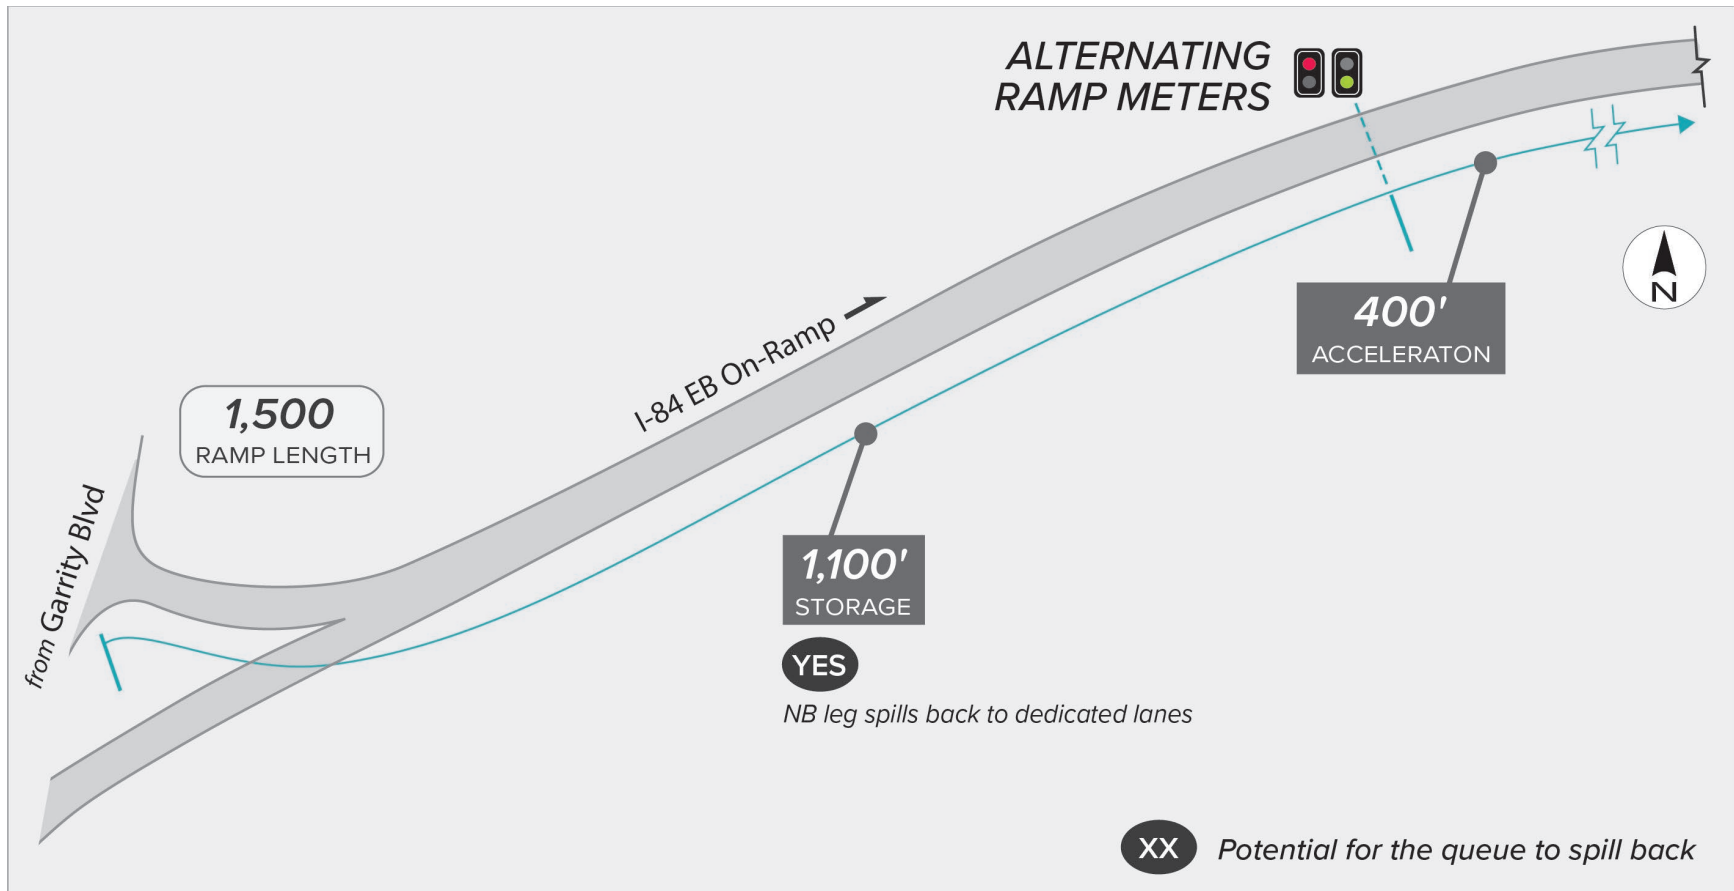 ALTERNATING
RAMP METERS
N
400'
ACCELERATON
I-84 EB On-Ramp
1,500
RAMP LENGTH
from Garrity Blvd
1,100'
STORAGE
YES
NB leg spills back to dedicated lanes
XX Potential for the queue to spill back